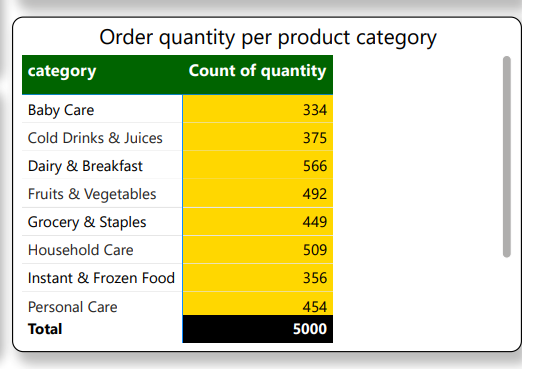 Order quantity per product category
category Count of quantity
Baby Care 334
Cold Drinks & Juices 375
Dairy & Breakfast 566
Fruits & Vegetables 492
Grocery & Staples 449
Household Care 509
Instant & Frozen Food 356
Personal Care 454
Total 5000